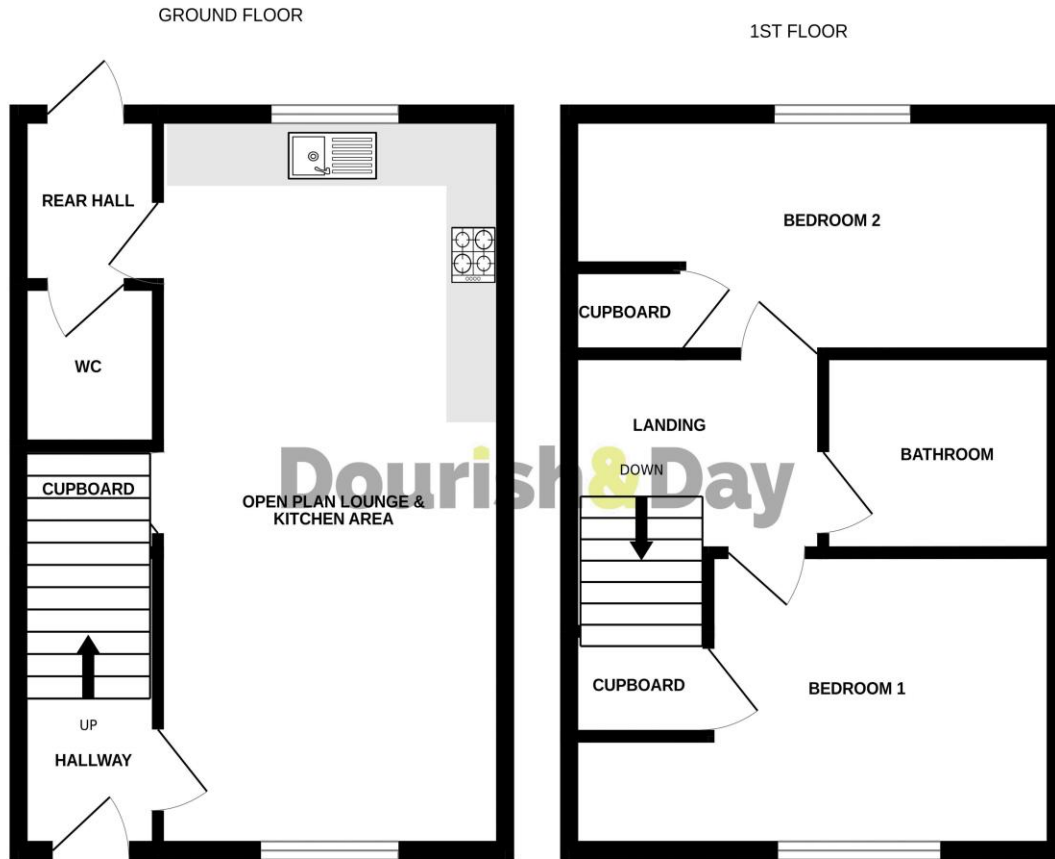 GROUND FLOOR
REAR HALL
WC
CUPBOARD
OPEN PLAN LOUNGE &
KITCHEN AREA
UP
HALLWAY
1ST FLOOR
BEDROOM 2
CUPBOARD
LANDING
DOWN
BATHROOM
CUPBOARD
BEDROOM 1
Dourish&Day